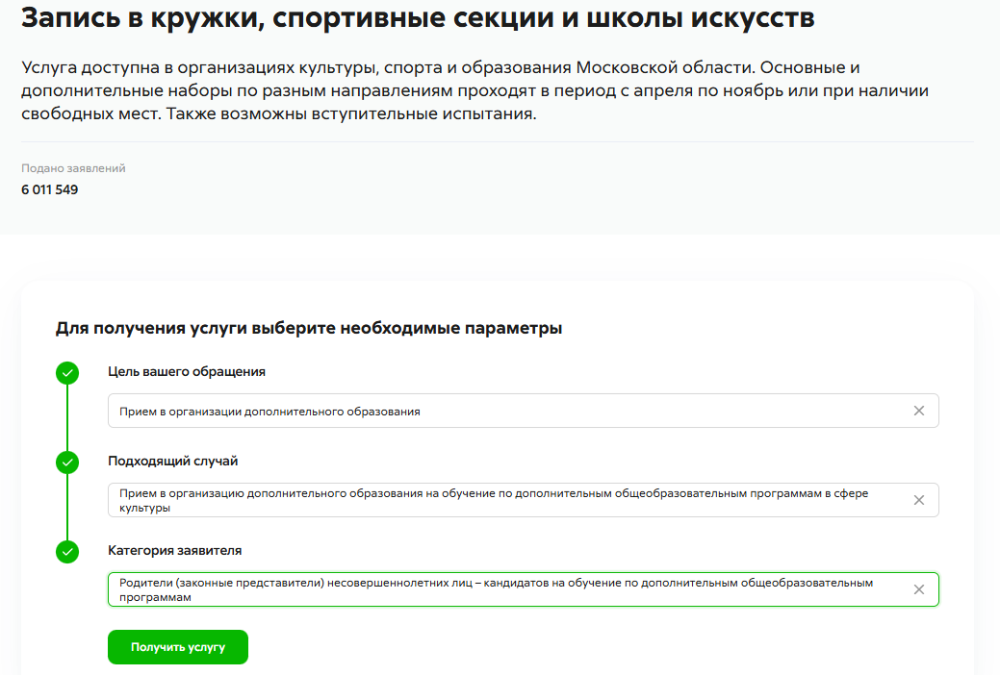 Запись в кружки, спортивные секции и школы искусств
Услуга доступна в организациях культуры, спорта и образования Московской области. Основные и
дополнительные наборы по разным направлениям проходят в период с апреля по ноябрь или при наличии
свободных мест. Также возможны вступительные испытания.
Подано заявлений
6 011 549
Для получения услуги выберите необходимые параметры
Цель вашего обращения
Прием в организации дополнительного образования
Подходящий случай
Прием в организацию дополнительного образования на обучение по дополнительным общеобразовательным программам в сфере
культуры
Категория заявителя
Родители (законные представители) несовершеннолетних лиц – кандидатов на обучение по дополнительным общеобразовательным
программам
Получить услугу